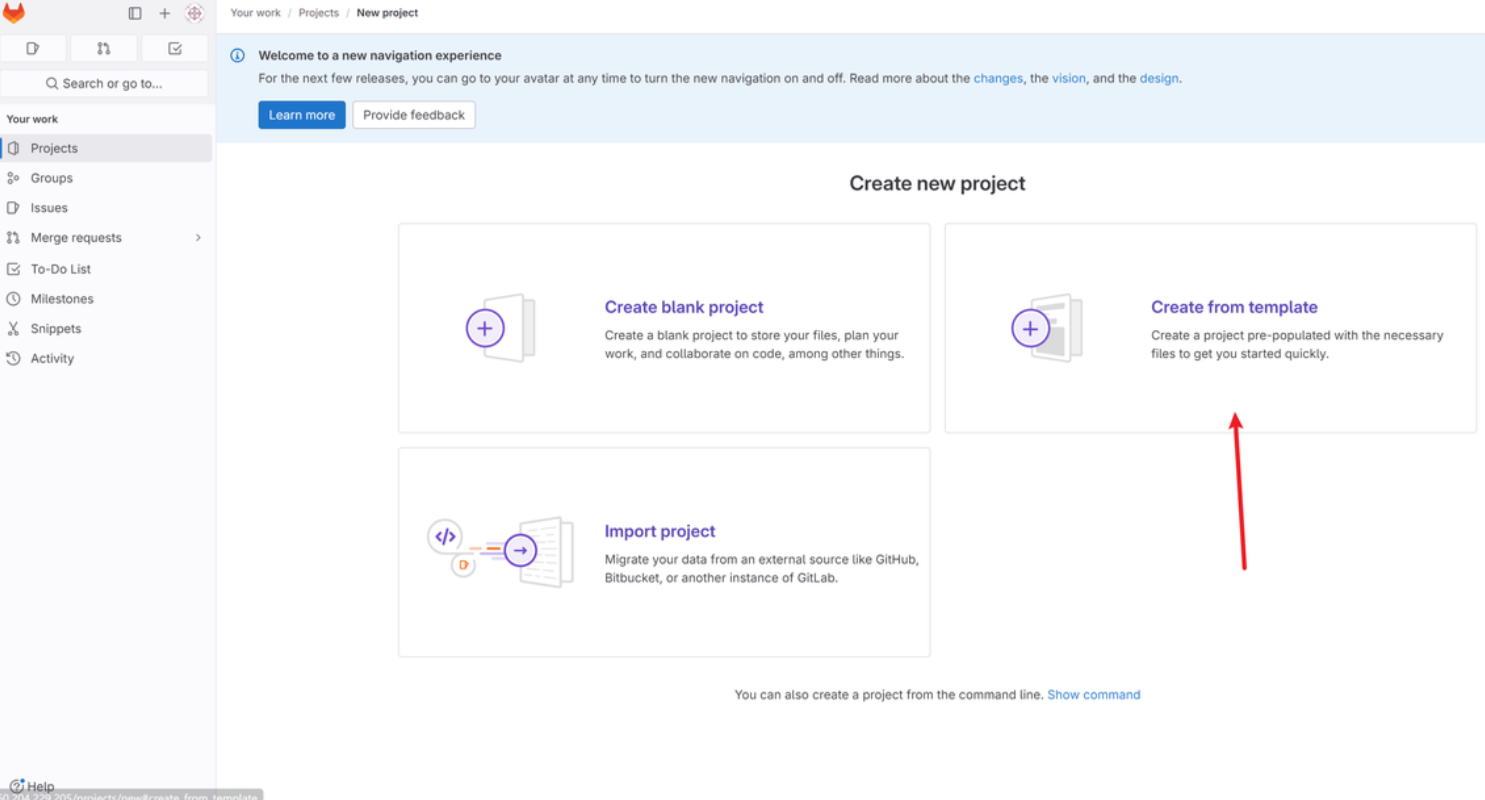 Your work / Projects / New project
Search or go to...
Your work
Projects
Groups
Issues
Merge requests
To-Do List
Milestones
Snippets
Activity
Help
Welcome to a new navigation experience
For the next few releases, you can go to your avatar at any time to turn the new navigation on and off. Read more about the changes, the vision, and the design.
Learn more
Provide feedback
Create new project
Create blank project
Create a blank project to store your files, plan your
work, and collaborate on code, among other things.
Create from template
Create a project pre-populated with the necessary
files to get you started quickly.
Import project
Migrate your data from an external source like GitHub,
Bitbucket, or another instance of GitLab.
You can also create a project from the command line. Show command
204.229.205/projects/new#create_from_template